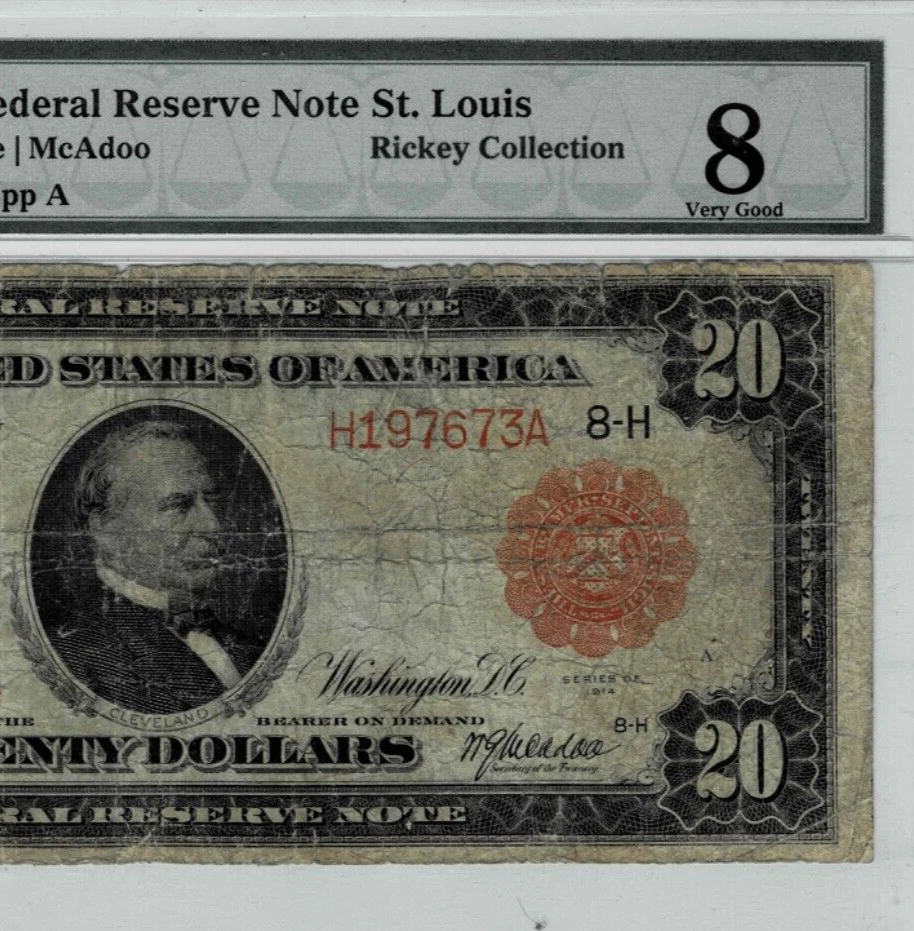 ederal Reserve Note St. Louis
e | McAdoo Rickey Collection
pp A
8
Very Good
RAL RESERVE NOTE
20
ED STATES OF AMERICA
H197673A 8-H
Washington, D.C.
SERIES OF
1914
A
CLEVELAND
THE BEARER ON DEMAND
8-H
ENTY DOLLARS
Secretary of the Treasury.
20
RAL RESERVE NOTE